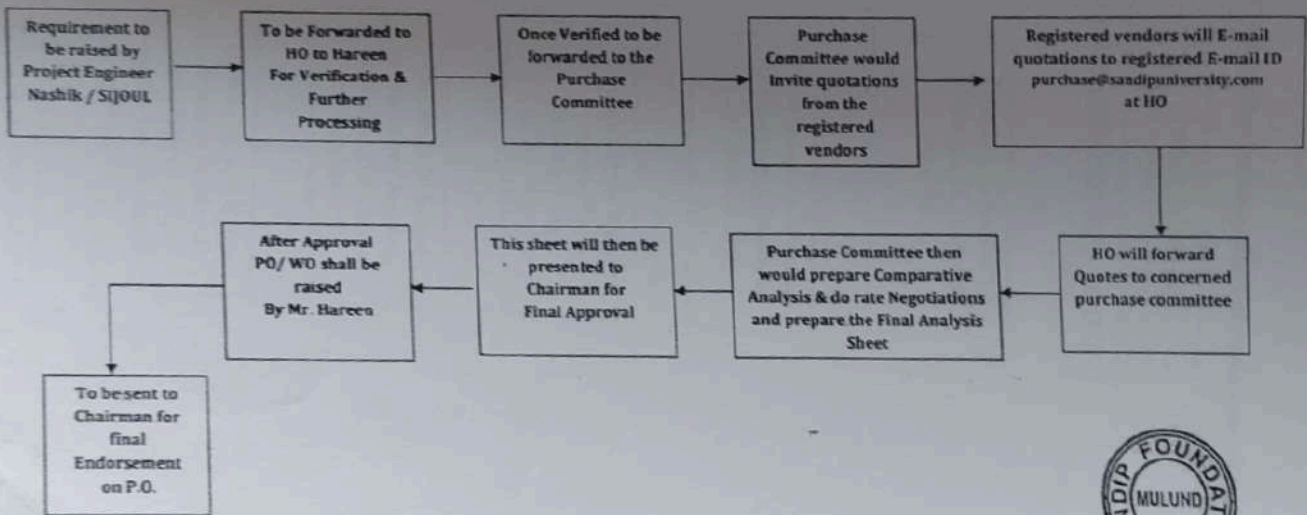 Requirement to
be raised by
Project Engineer
Nashik / SIJOUL
To be Forwarded to
HO to Hareen
For Verification &
Further
Processing
Once Verified to be
forwarded to the
Purchase
Committee
Purchase
Committee would
Invite quotations
from the
registered
vendors
Registered vendors will E-mail
quotations to registered E-mail ID
purchase@sandipuniversity.com
at HO
HO will forward
Quotes to concerned
purchase committee
Purchase Committee then
would prepare Comparative
Analysis & do rate Negotiations
and prepare the Final Analysis
Sheet
This sheet will then be
presented to
Chairman for
Final Approval
After Approval
PO/ WO shall be
raised
By Mr. Hareen
To be sent to
Chairman for
final
Endorsement
on P.O.
NDIP FOUNDAT
MULUND